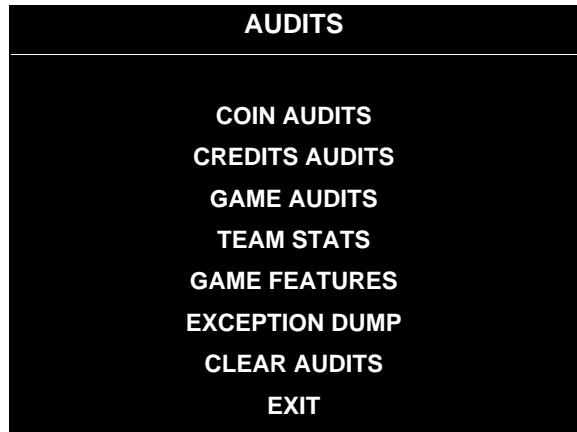 AUDITS
COIN AUDITS
CREDITS AUDITS
GAME AUDITS
TEAM STATS
GAME FEATURES
EXCEPTION DUMP
CLEAR AUDITS
EXIT